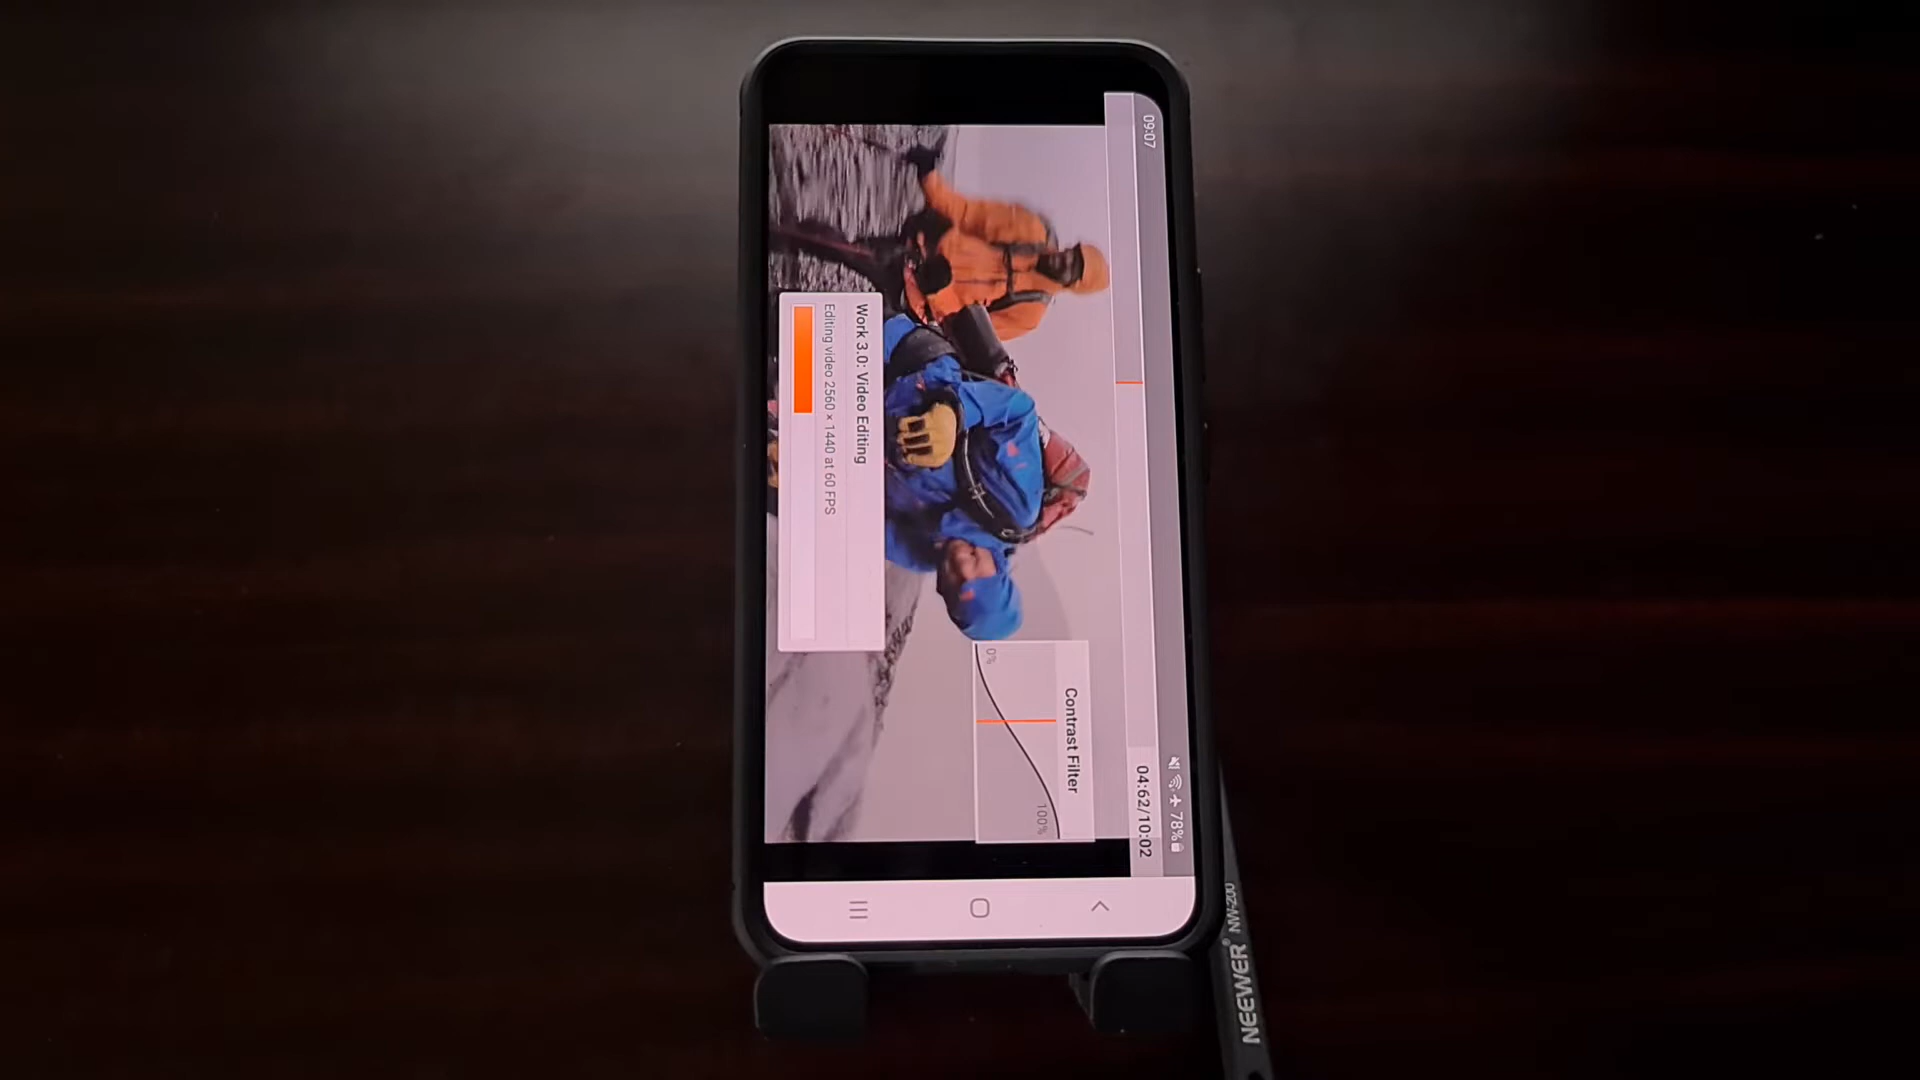 09:07
78%
04:62/10:02
Contrast Filter
0%
100%
Work 3.0: Video Editing
Editing video 2560 × 1440 at 60 FPS
NEEWER® NW-200